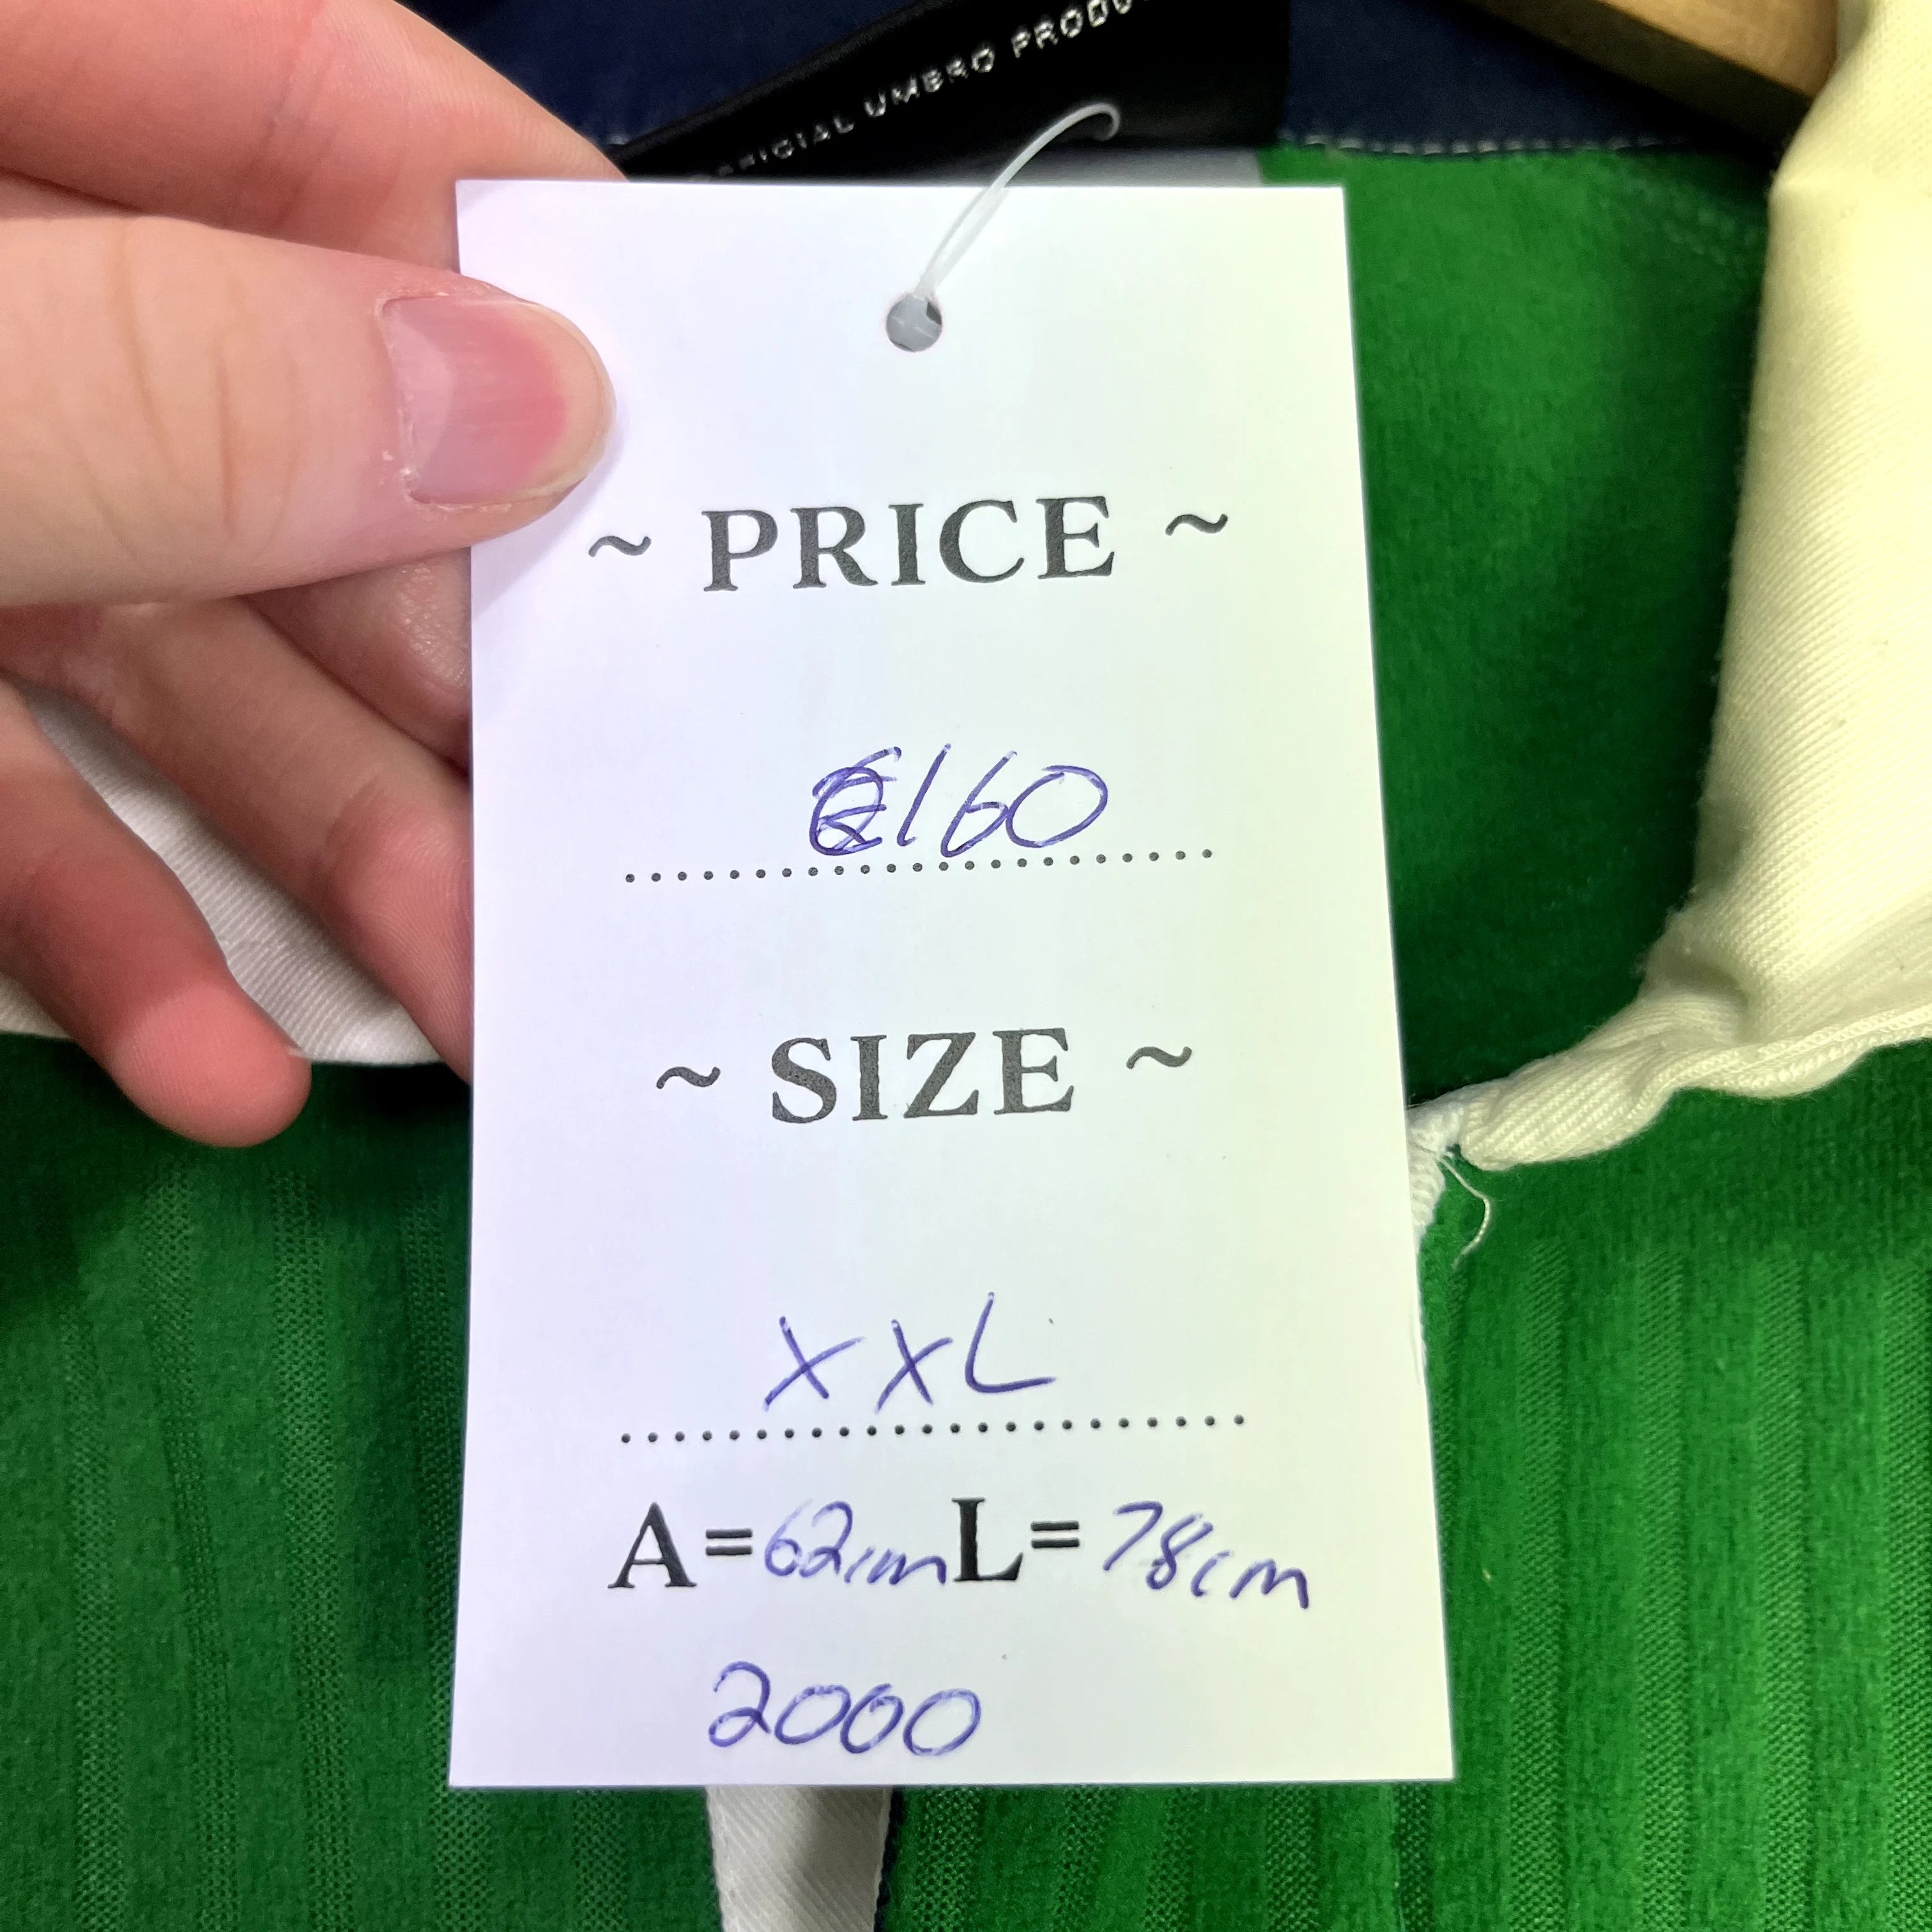 OFFICIAL UMBRO PRODU
~ PRICE ~
€160
~ SIZE ~
XXL
A=62cm L=78cm
2000